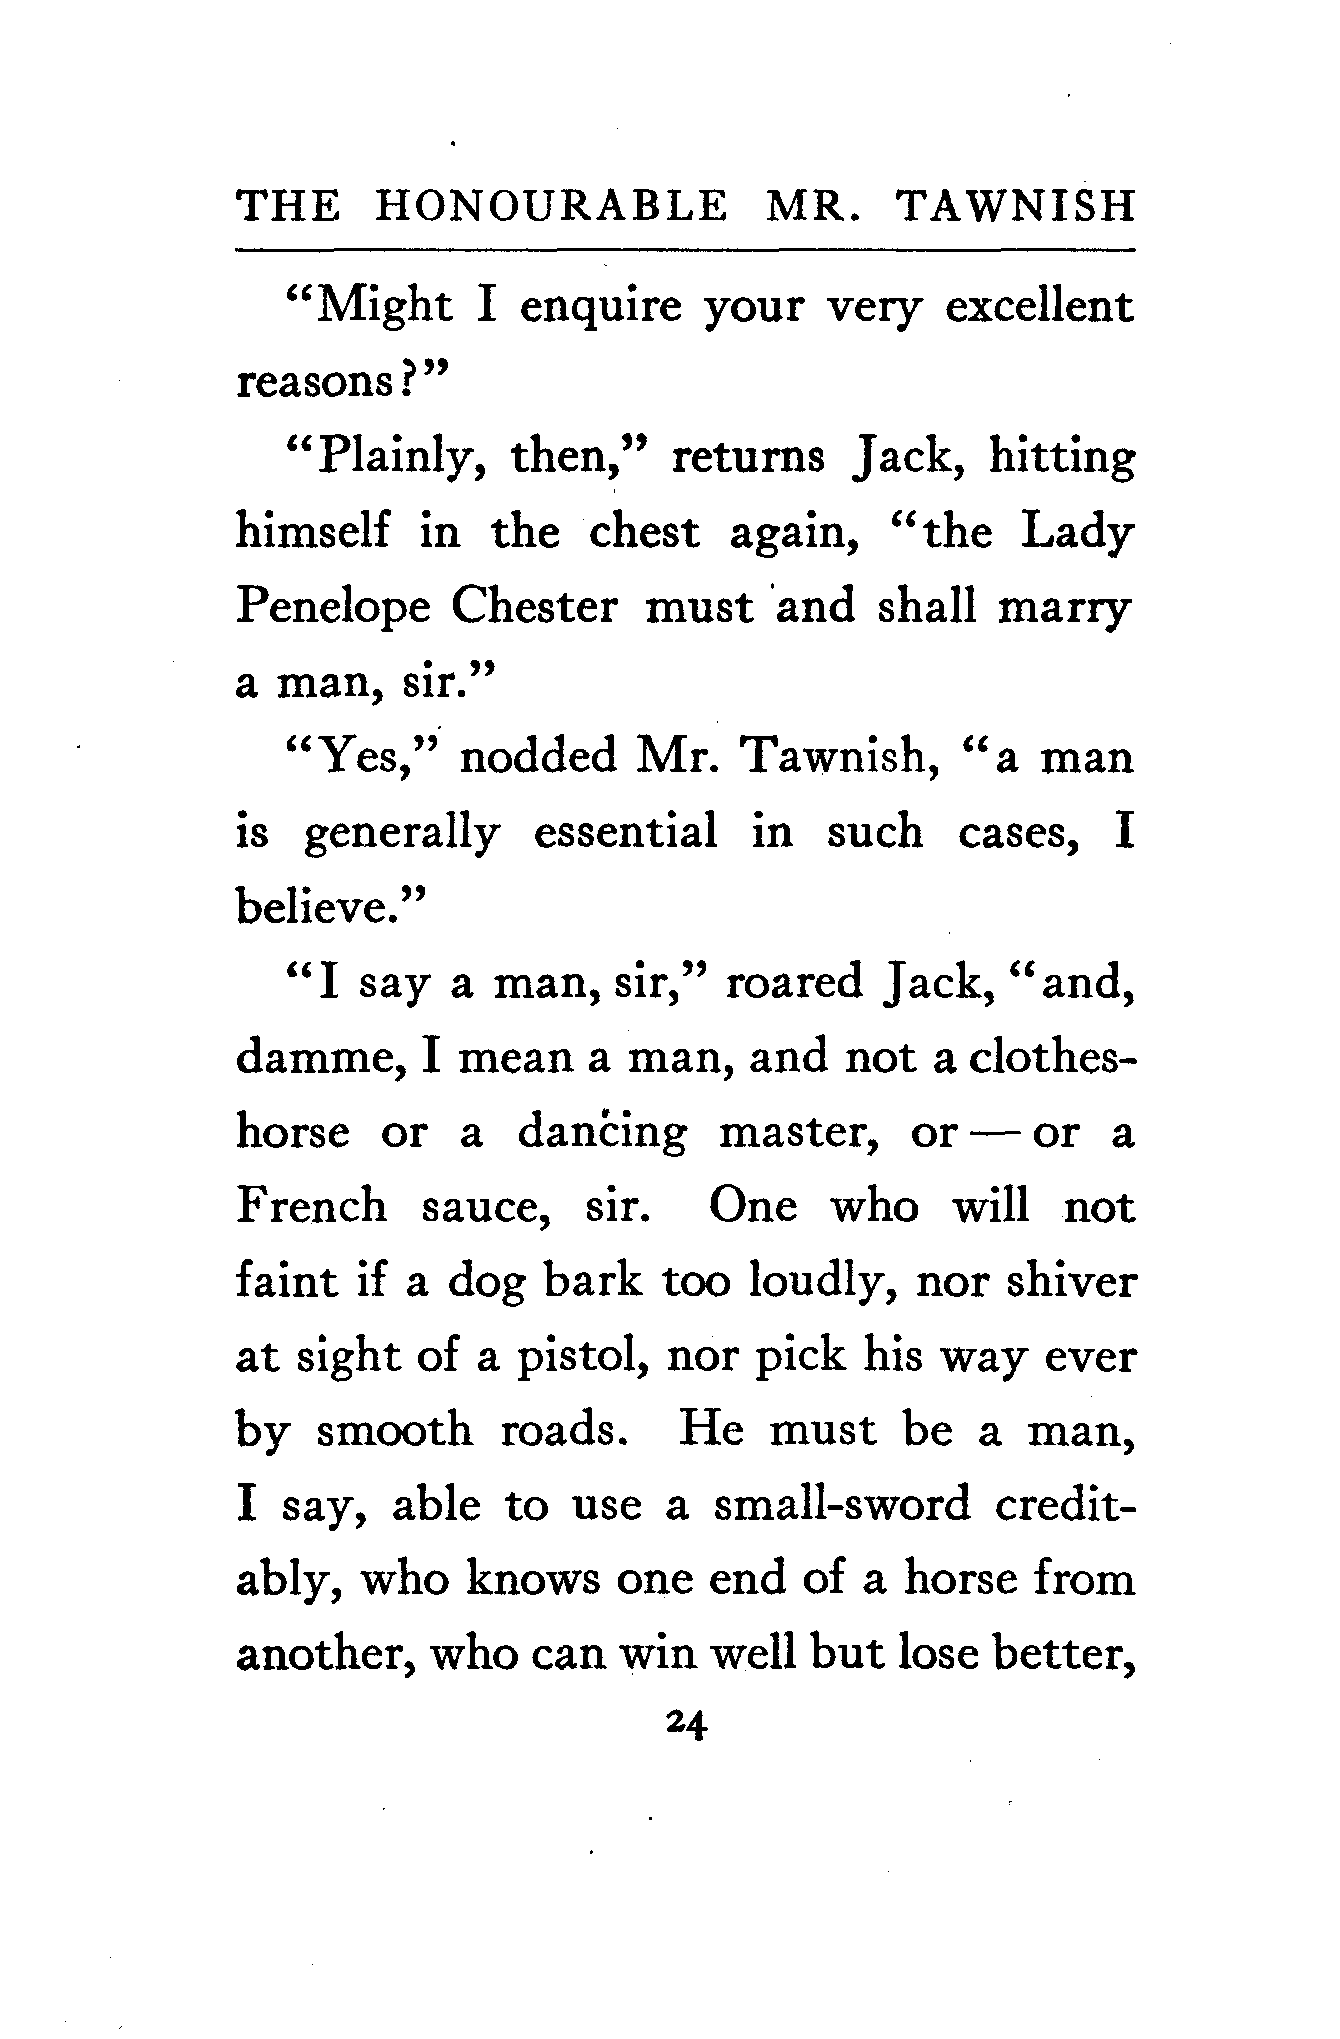 THE HONOURABLE MR. TAWNISH
“Might I enquire your very excellent
reasons?”
“Plainly, then,” returns Jack, hitting
himself in the chest again, “the Lady
Penelope Chester must and shall marry
a man, sir.”
“Yes,” nodded Mr. Tawnish, “a man
is generally essential in such cases, I
believe.”
“I say a man, sir,” roared Jack, “and,
damme, I mean a man, and not a clothes-
horse or a dancing master, or — or a
French sauce, sir. One who will not
faint if a dog bark too loudly, nor shiver
at sight of a pistol, nor pick his way ever
by smooth roads. He must be a man,
I say, able to use a small-sword credit-
ably, who knows one end of a horse from
another, who can win well but lose better,
24